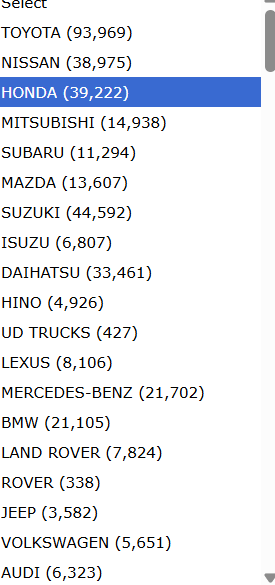 Select
TOYOTA (93,969)
NISSAN (38,975)
HONDA (39,222)
MITSUBISHI (14,938)
SUBARU (11,294)
MAZDA (13,607)
SUZUKI (44,592)
ISUZU (6,807)
DAIHATSU (33,461)
HINO (4,926)
UD TRUCKS (427)
LEXUS (8,106)
MERCEDES-BENZ (21,702)
BMW (21,105)
LAND ROVER (7,824)
ROVER (338)
JEEP (3,582)
VOLKSWAGEN (5,651)
AUDI (6,323)